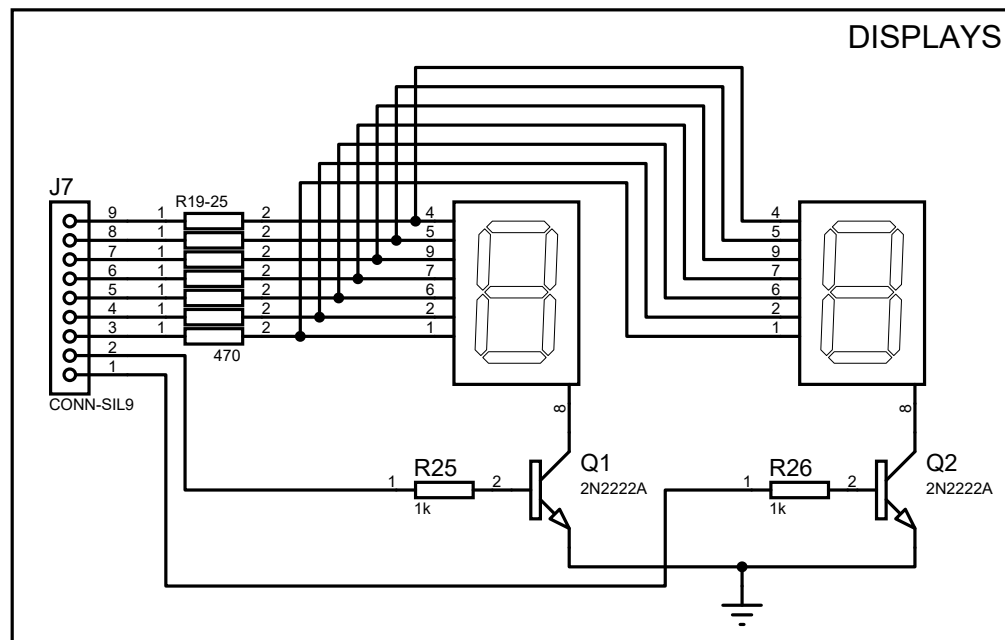 DISPLAYS
J7
R19-25
9 1 2 4 4
8 1 2 5 5
7 1 2 9 9
6 1 2 7 7
5 1 2 6 6
4 1 2 2 2
3 1 2 1 1
2 470
1
CONN-SIL9
8 8
R25 Q1 R26 Q2
1 2 2N2222A 1 2 2N2222A
1k 1k